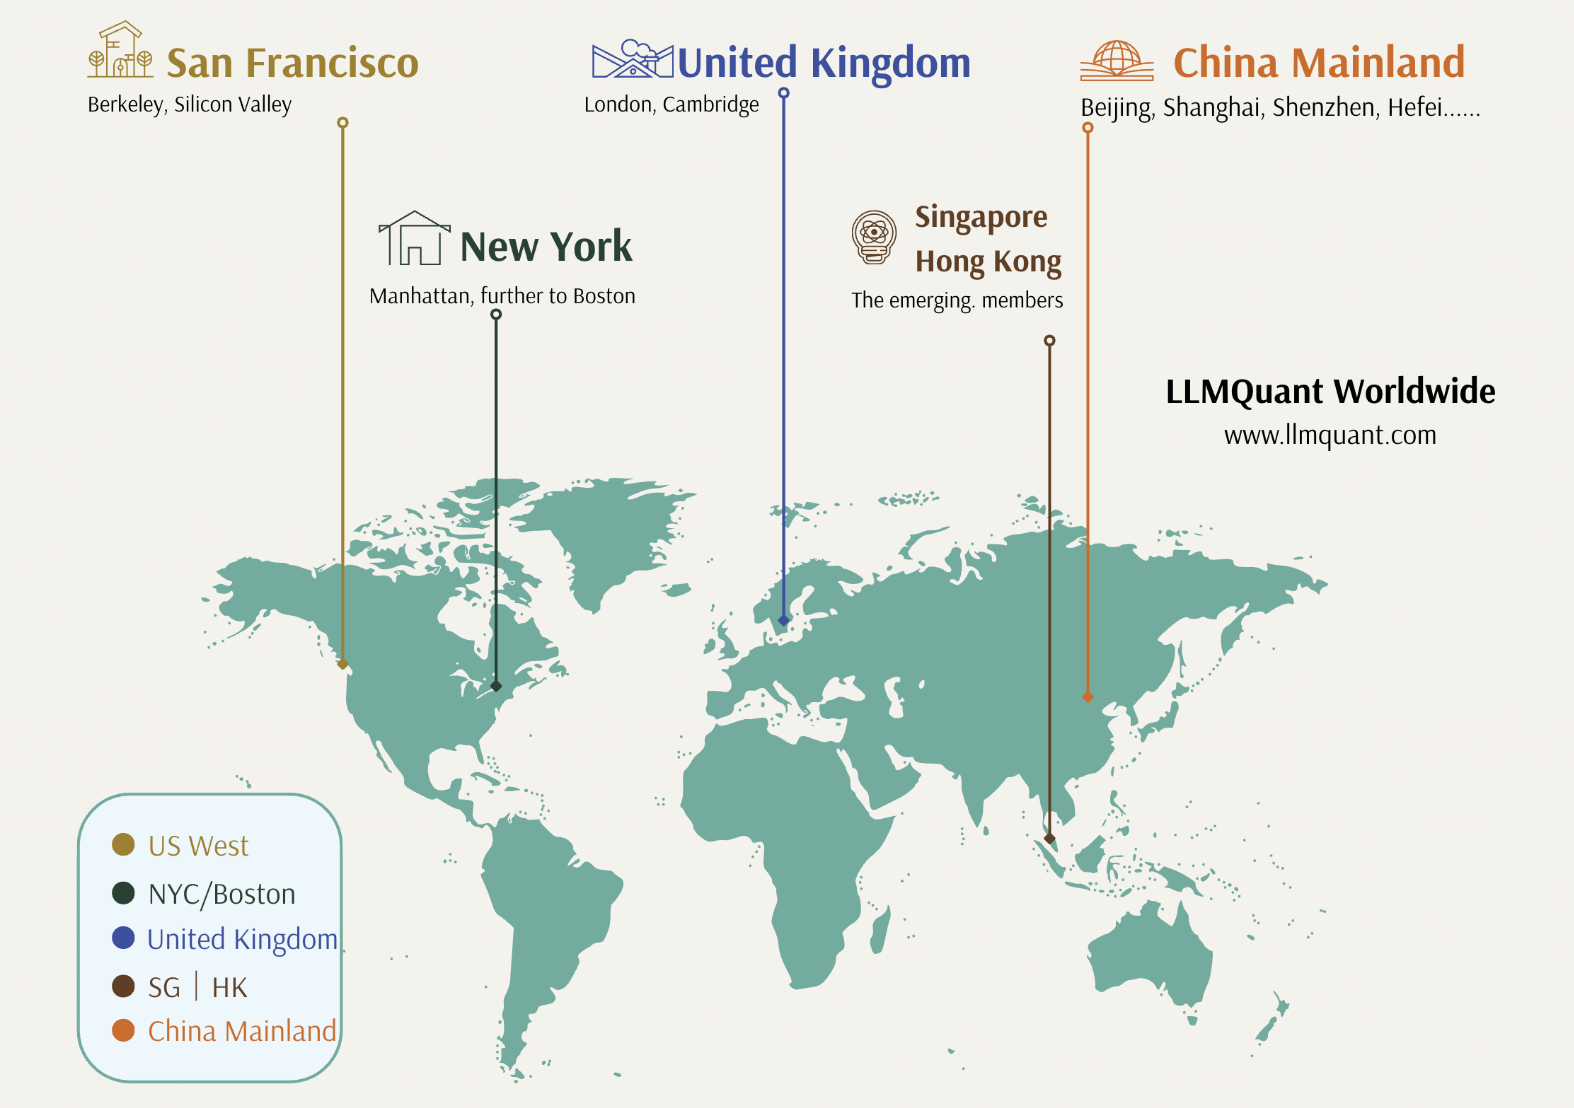 San Francisco
Berkeley, Silicon Valley
United Kingdom
London, Cambridge
China Mainland
Beijing, Shanghai, Shenzhen, Hefei......
New York
Manhattan, further to Boston
Singapore
Hong Kong
The emerging. members
LLMQuant Worldwide
www.llmquant.com
US West
NYC/Boston
United Kingdom
SG | HK
China Mainland